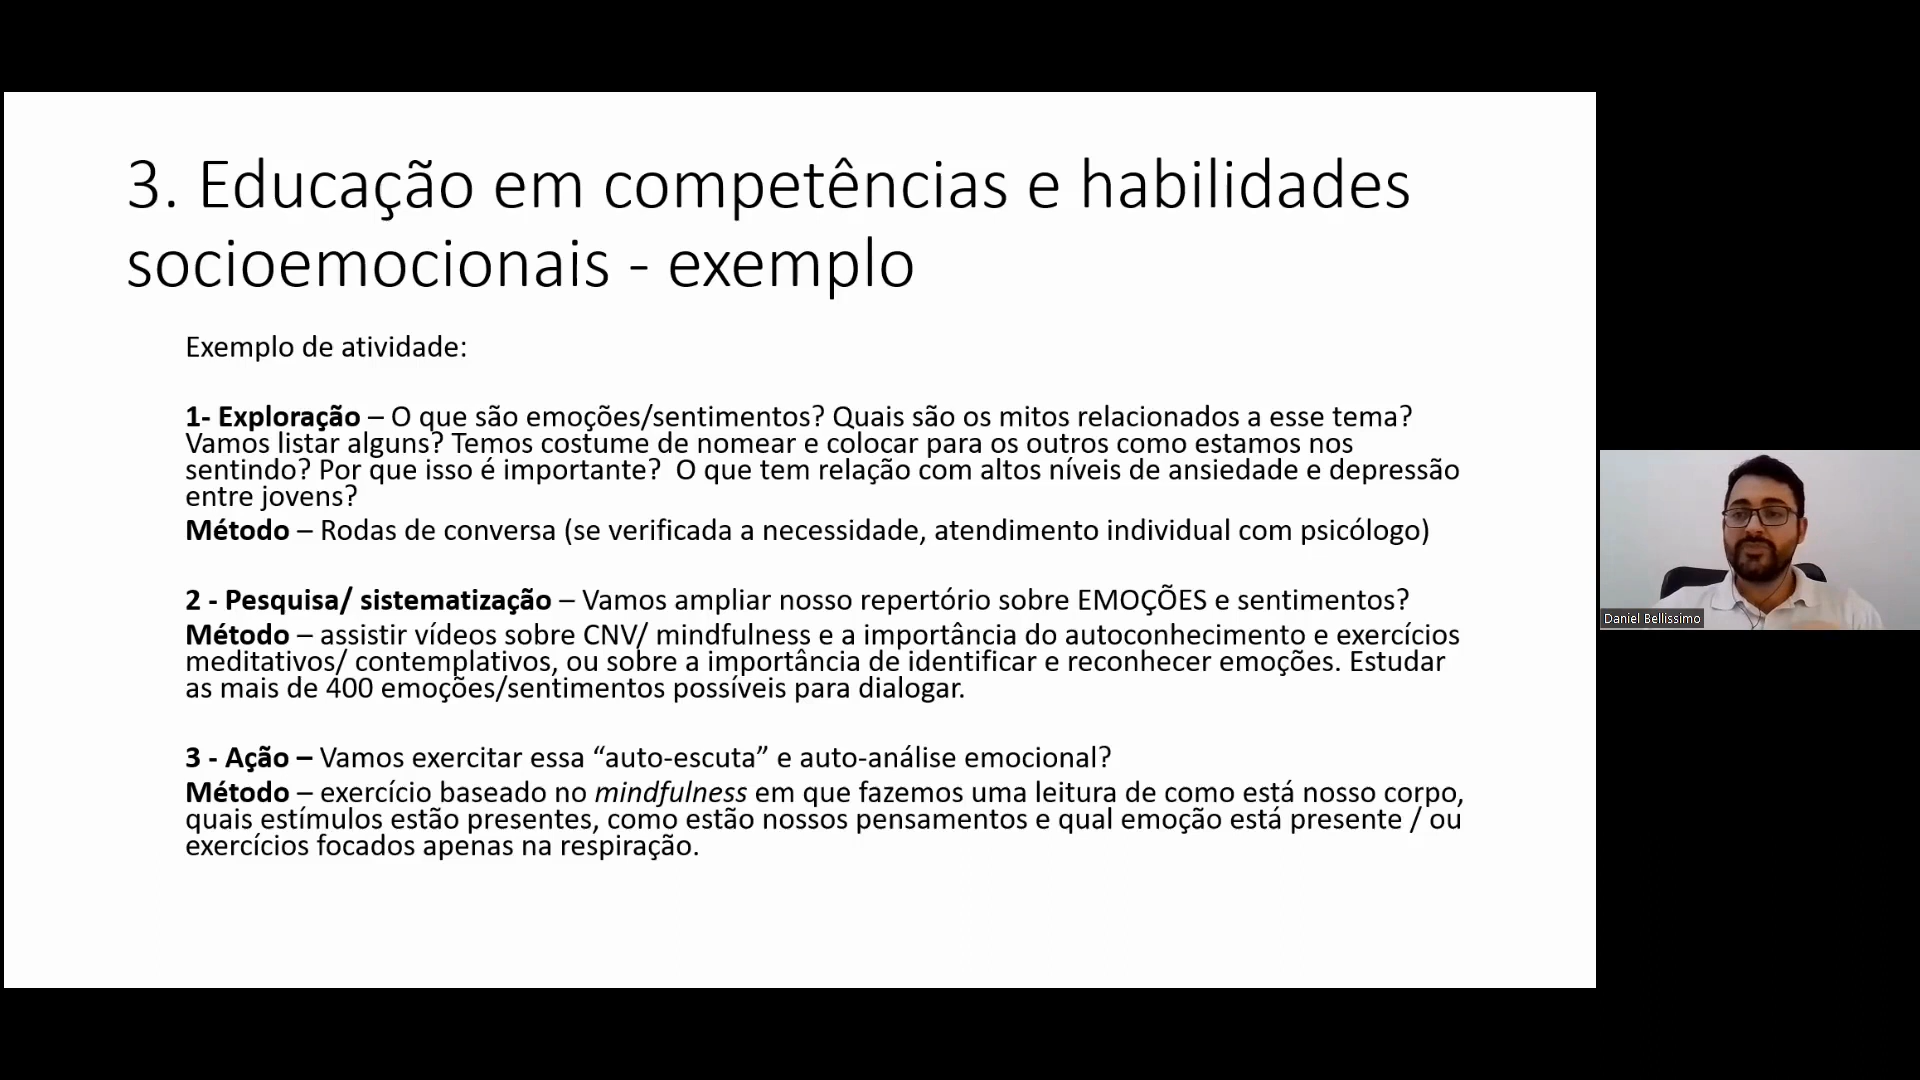 3. Educação em competências e habilidades
socioemocionais - exemplo
Exemplo de atividade:
1- Exploração – O que são emoções/sentimentos? Quais são os mitos relacionados a esse tema?
Vamos listar alguns? Temos costume de nomear e colocar para os outros como estamos nos
sentindo? Por que isso é importante?  O que tem relação com altos níveis de ansiedade e depressão
entre jovens?
Método – Rodas de conversa (se verificada a necessidade, atendimento individual com psicólogo)
2 - Pesquisa/ sistematização – Vamos ampliar nosso repertório sobre EMOÇÕES e sentimentos?
Método – assistir vídeos sobre CNV/ mindfulness e a importância do autoconhecimento e exercícios
meditativos/ contemplativos, ou sobre a importância de identificar e reconhecer emoções. Estudar
as mais de 400 emoções/sentimentos possíveis para dialogar.
3 - Ação – Vamos exercitar essa “auto-escuta” e auto-análise emocional?
Método – exercício baseado no mindfulness em que fazemos uma leitura de como está nosso corpo,
quais estímulos estão presentes, como estão nossos pensamentos e qual emoção está presente / ou
exercícios focados apenas na respiração.
Daniel Bellissimo